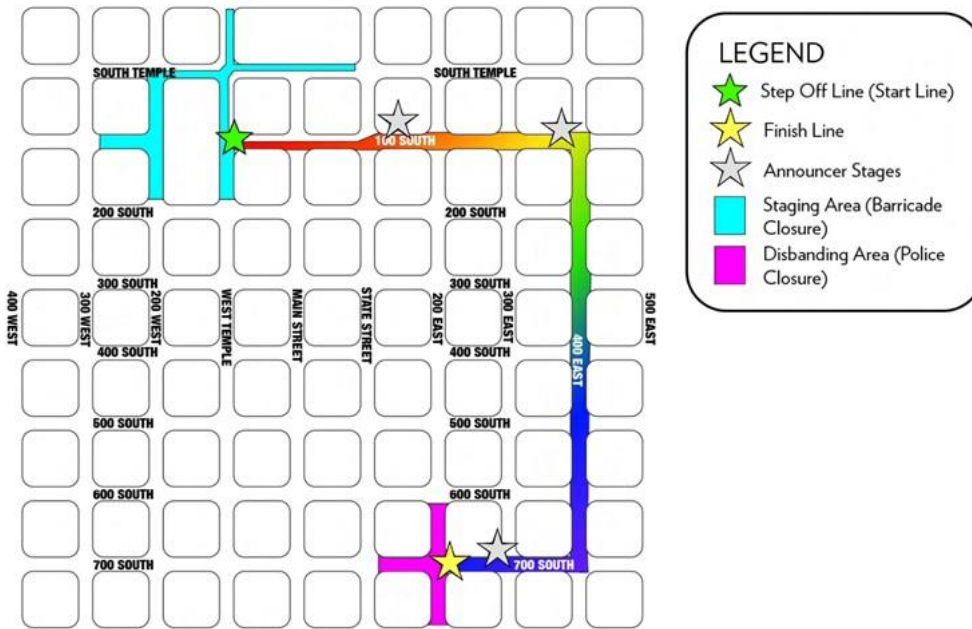 SOUTH TEMPLE
SOUTH TEMPLE
100 SOUTH
200 SOUTH
200 SOUTH
300 SOUTH
300 SOUTH
400 WEST
300 WEST
200 WEST
WEST TEMPLE
MAIN STREET
STATE STREET
200 EAST
300 EAST
400 EAST
500 EAST
400 SOUTH
400 SOUTH
500 SOUTH
500 SOUTH
600 SOUTH
600 SOUTH
700 SOUTH
700 SOUTH
LEGEND
Step Off Line (Start Line)
Finish Line
Announcer Stages
Staging Area (Barricade
Closure)
Disbanding Area (Police
Closure)